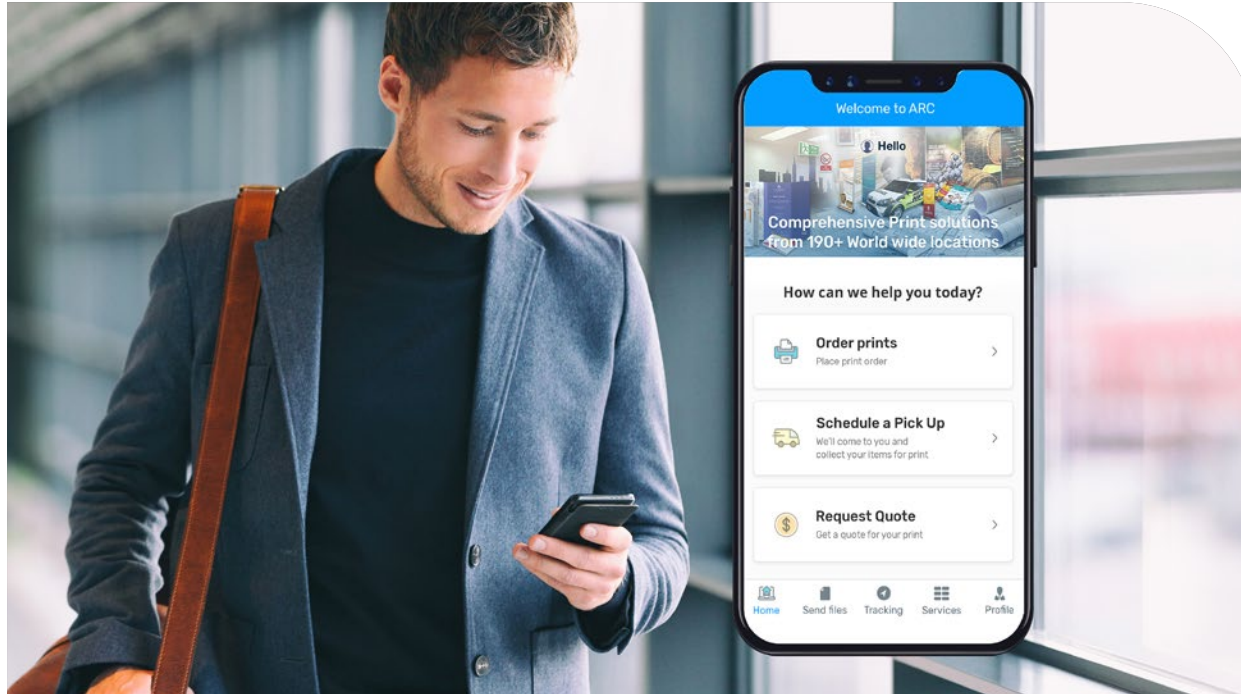 Welcome to ARC
Hello
Comprehensive Print solutions
from 190+ World wide locations
How can we help you today?
Order prints
Place print order
Schedule a Pick Up
We'll come to you and
collect your items for print
Request Quote
Get a quote for your print
Home Send files Tracking Services Profile